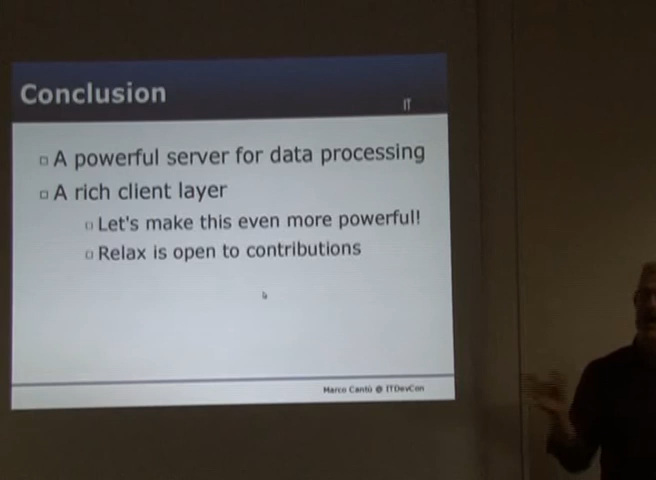 Conclusion
IT
A powerful server for data processing
A rich client layer
Let's make this even more powerful!
Relax is open to contributions
Marco Cantù @ ITDevCon